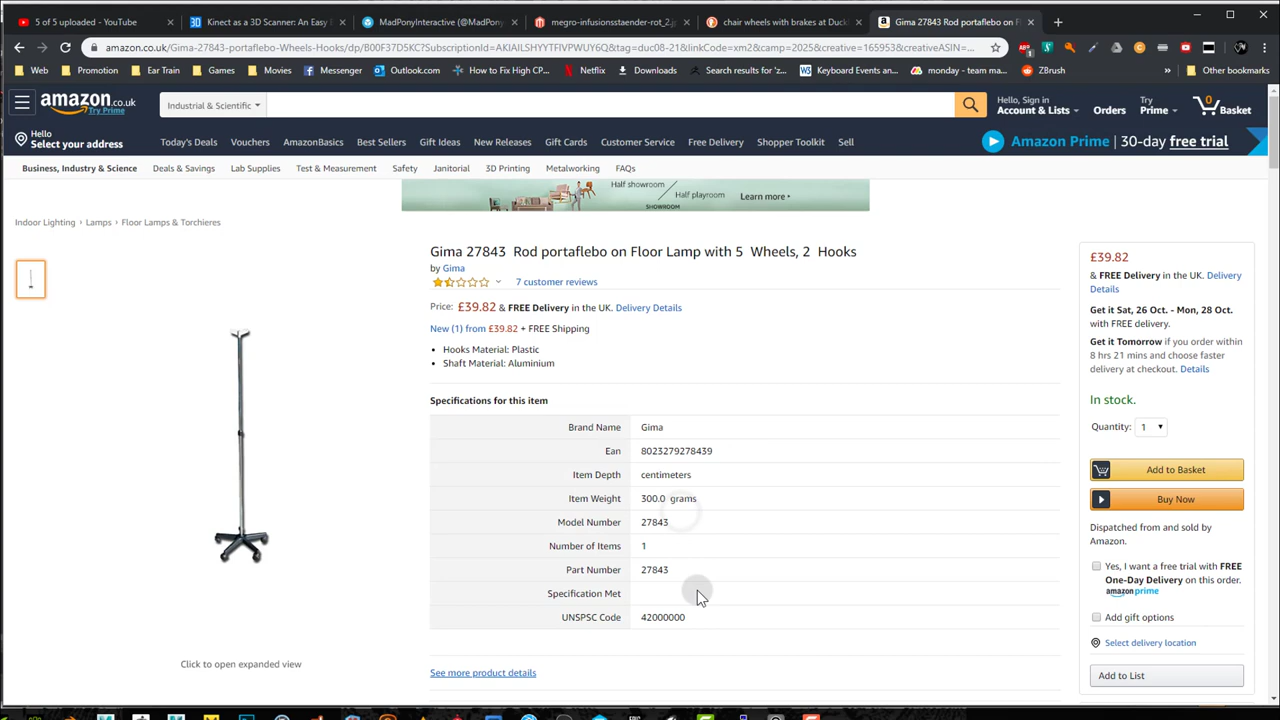 5 of 5 uploaded - YouTube
Kinect as a 3D Scanner: An Easy
MadPonyInteractive (@MadPony
megro-infusionsstaender-rot_2.j
chair wheels with brakes at Duck
Gima 27843 Rod portaflebo on F
amazon.co.uk/Gima-27843-portaflebo-Wheels-Hooks/dp/B00F37D5KC?SubscriptionId=AKIAILSHYYTFIVPWUY6Q&tag=duc08-21&linkCode=xm2&camp=2025&creative=165953&creativeASIN=...
Web
Promotion
Ear Train
Games
Movies
Messenger
Outlook.com
How to Fix High CP...
Netflix
Downloads
Search results for 'z...
Keyboard Events an...
monday - team ma...
ZBrush
»
Other bookmarks
amazon.co.uk
Try Prime
Industrial & Scientific
Hello, Sign in
Account & Lists
Orders
Try
Prime
0
Basket
Hello
Select your address
Today's Deals
Vouchers
AmazonBasics
Best Sellers
Gift Ideas
New Releases
Gift Cards
Customer Service
Free Delivery
Shopper Toolkit
Sell
Amazon Prime
30-day free trial
Business, Industry & Science
Deals & Savings
Lab Supplies
Test & Measurement
Janitorial
Safety
3D Printing
Metalworking
FAQs
Half showroom
Half playroom
SHOWROOM
Learn more
Indoor Lighting › Lamps › Floor Lamps & Torchieres
Gima 27843 Rod portaflebo on Floor Lamp with 5 Wheels, 2 Hooks
by Gima
7 customer reviews
Price: £39.82 & FREE Delivery in the UK. Delivery Details
New (1) from £39.82 + FREE Shipping
• Hooks Material: Plastic
• Shaft Material: Aluminium
Specifications for this item
Brand Name Gima
Ean 8023279278439
Item Depth centimeters
Item Weight 300.0 grams
Model Number 27843
Number of Items 1
Part Number 27843
Specification Met
UNSPSC Code 42000000
See more product details
Click to open expanded view
£39.82
& FREE Delivery in the UK. Delivery
Details
Get it Sat, 26 Oct. - Mon, 28 Oct.
with FREE delivery.
Get it Tomorrow if you order within
8 hrs 21 mins and choose faster
delivery at checkout. Details
In stock.
Quantity: 1
Add to Basket
Buy Now
Dispatched from and sold by
Amazon.
Yes, I want a free trial with FREE
One-Day Delivery on this order.
amazon prime
Add gift options
Select delivery location
Add to List